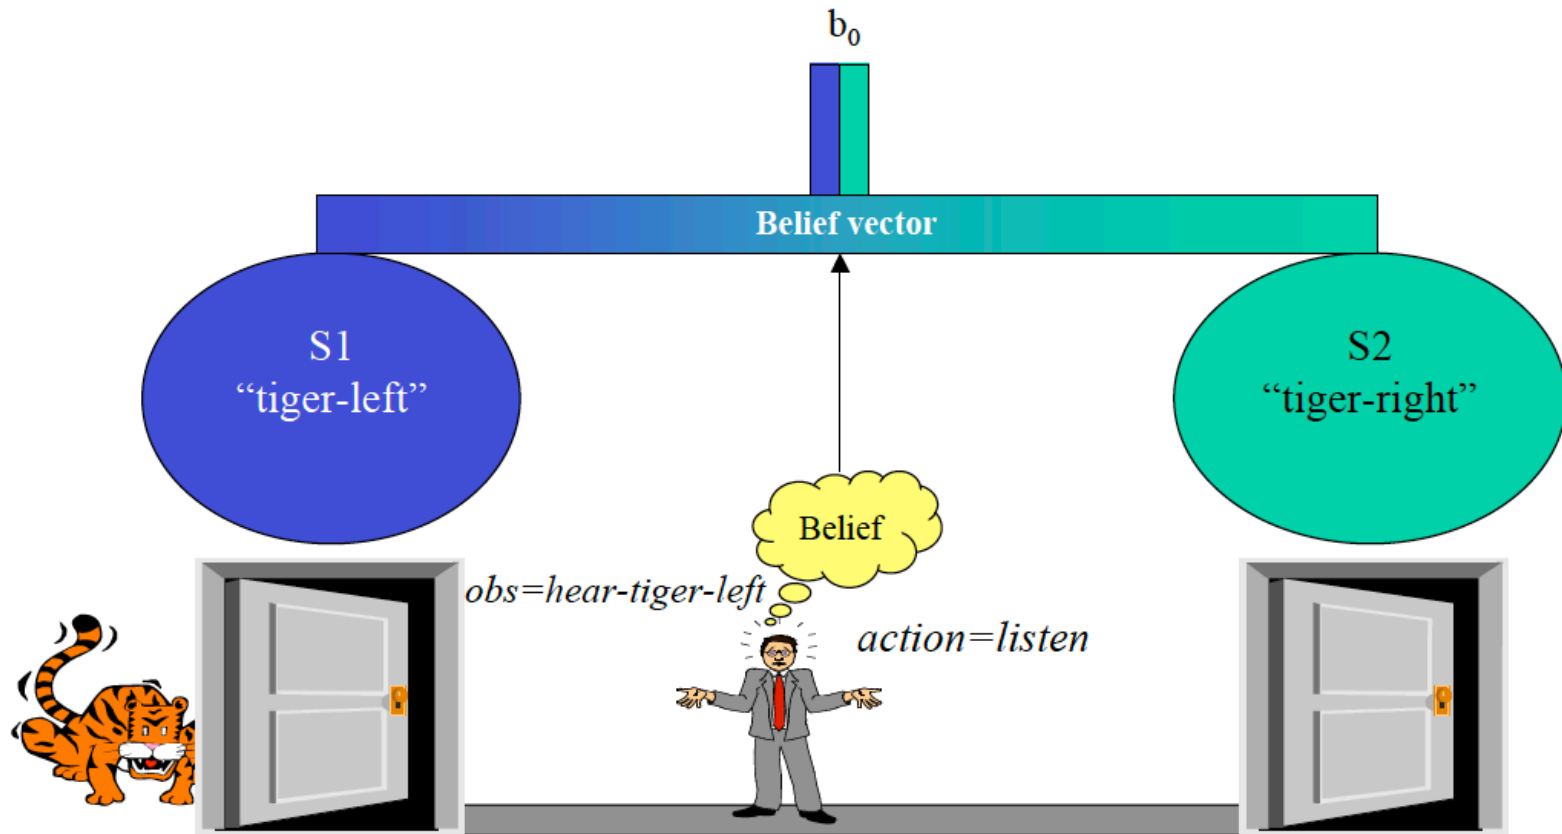 b₀
Belief vector
S1
“tiger-left”
S2
“tiger-right”
Belief
obs=hear-tiger-left
action=listen